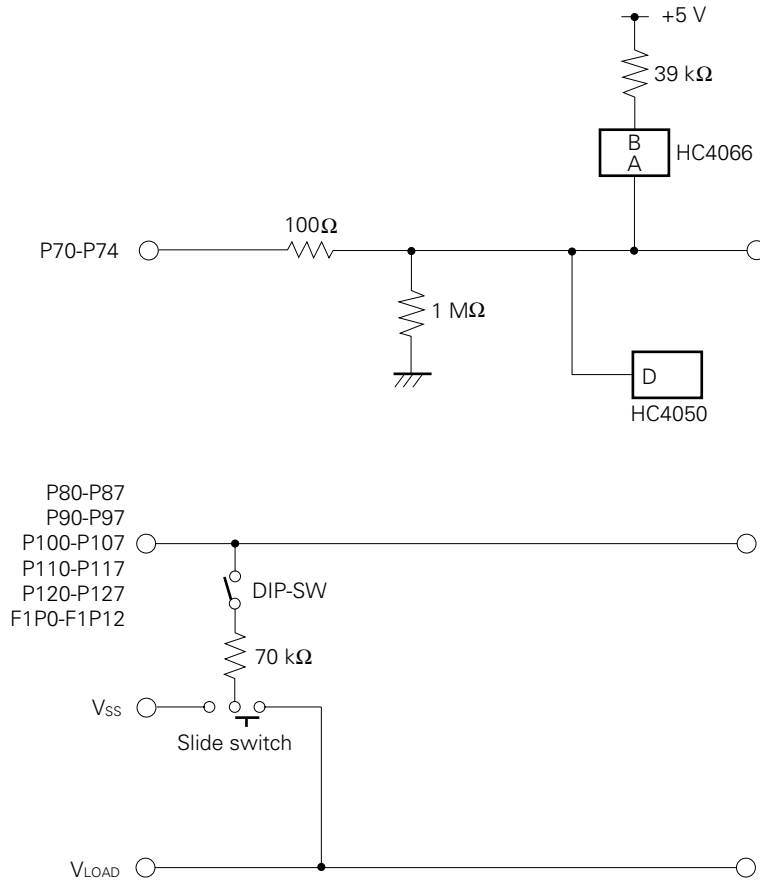 +5 V
39 kΩ
B
A
HC4066
100Ω
P70-P74
1 MΩ
D
HC4050
P80-P87
P90-P97
P100-P107
P110-P117
P120-P127
F1P0-F1P12
DIP-SW
70 kΩ
VSS
Slide switch
VLOAD